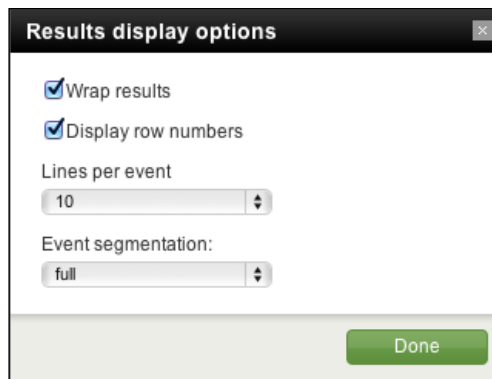 Results display options
Wrap results
Display row numbers
Lines per event
10
Event segmentation:
full
Done